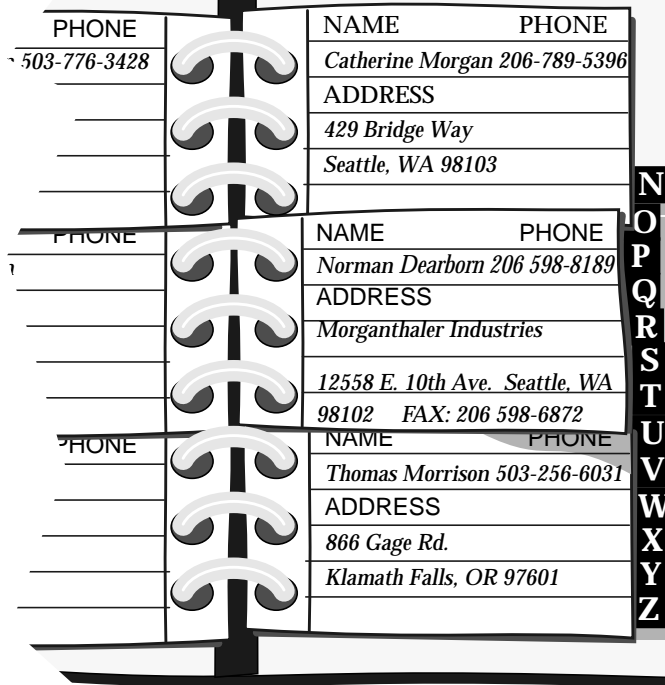 PHONE
503-776-3428
NAME PHONE
Catherine Morgan 206-789-5396
ADDRESS
429 Bridge Way
Seattle, WA 98103
PHONE
NAME PHONE
Norman Dearborn 206 598-8189
ADDRESS
Morganthaler Industries
12558 E. 10th Ave. Seattle, WA
98102 FAX: 206 598-6872
PHONE
NAME PHONE
Thomas Morrison 503-256-6031
ADDRESS
866 Gage Rd.
Klamath Falls, OR 97601
N
O
P
Q
R
S
T
U
V
W
X
Y
Z